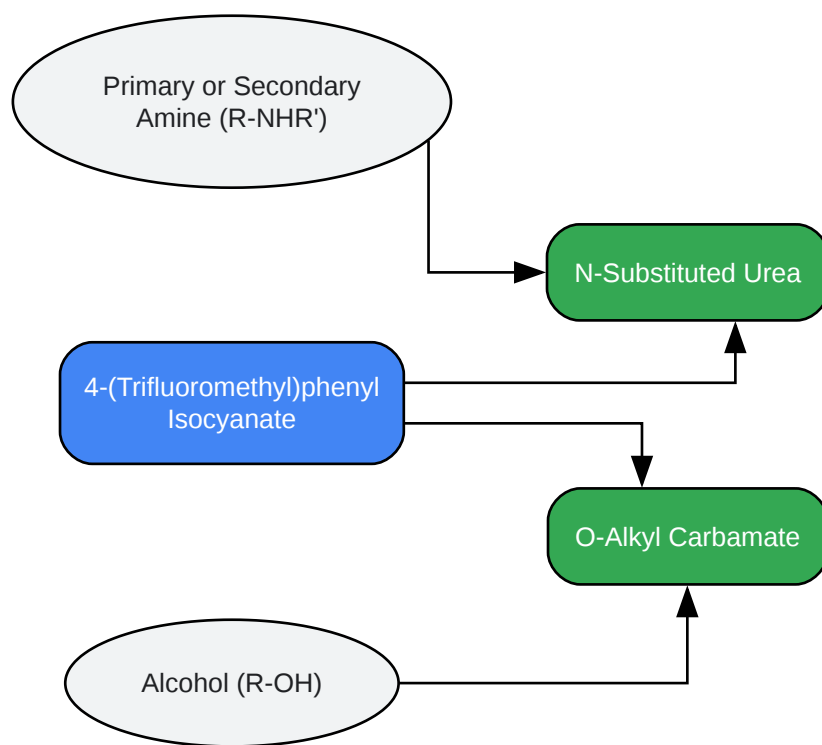 Primary or Secondary
Amine (R-NHR')
N-Substituted Urea
4-(Trifluoromethyl)phenyl
Isocyanate
O-Alkyl Carbamate
Alcohol (R-OH)